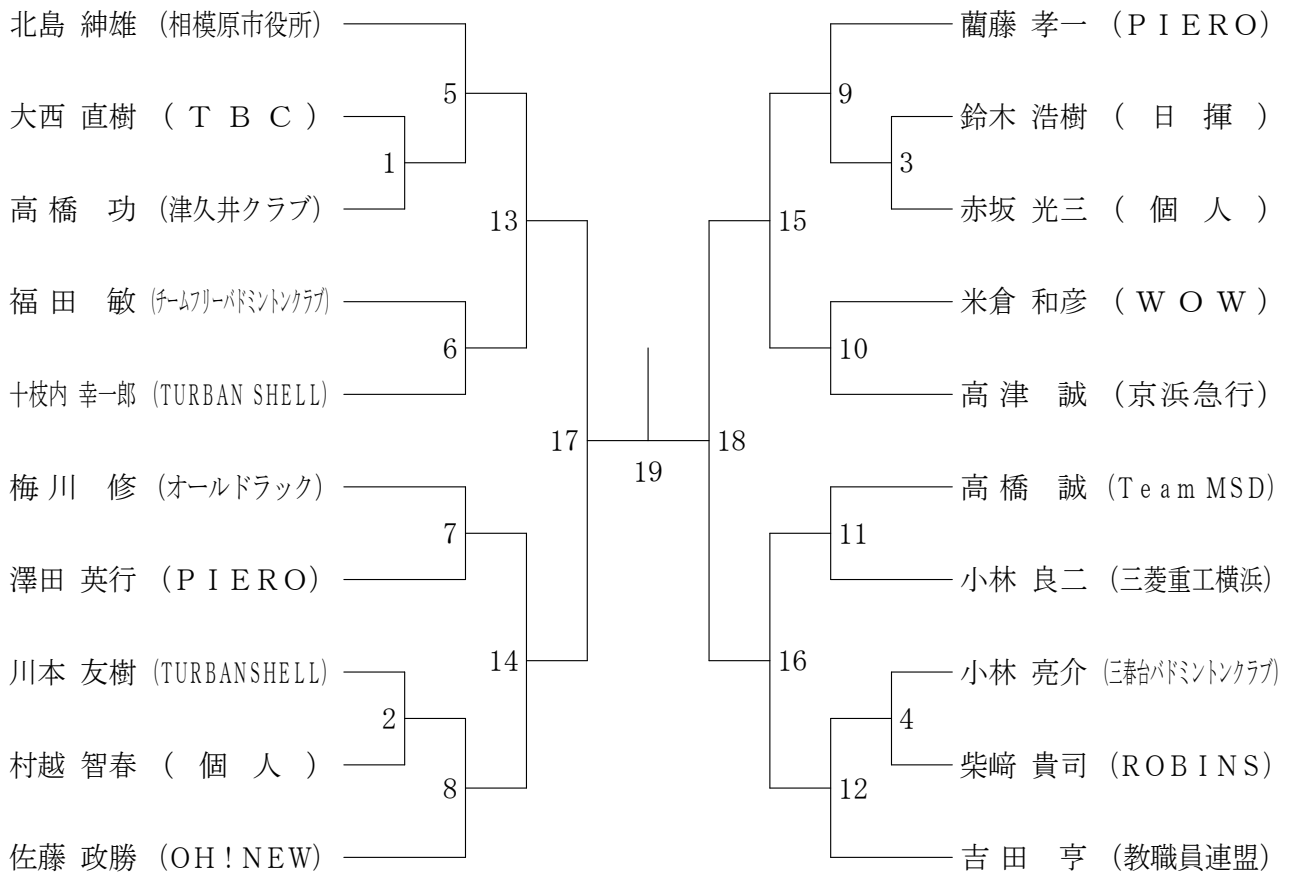 北島 紳雄 (相模原市役所)
5
大西 直樹 (ＴＢＣ)
1
高橋 功 (津久井クラブ)
13
福田 敏 (チームフリーバドミントンクラブ)
6
十枝内 幸一郎 (TURBAN SHELL)
17
梅川 修 (オールドラック)
7
澤田 英行 (ＰＩＥＲＯ)
14
川本 友樹 (TURBANSHELL)
2
村越 智春 (個人)
8
佐藤 政勝 (OH!NEW)
19
藺藤 孝一 (ＰＩＥＲＯ)
9
鈴木 浩樹 (日揮)
3
赤坂 光三 (個人)
15
米倉 和彦 (ＷＯＷ)
10
高津 誠 (京浜急行)
18
高橋 誠 (Team MSD)
11
小林 良二 (三菱重工横浜)
16
小林 亮介 (三春台バドミントンクラブ)
4
柴﨑 貴司 (ROBINS)
12
吉田 亨 (教職員連盟)